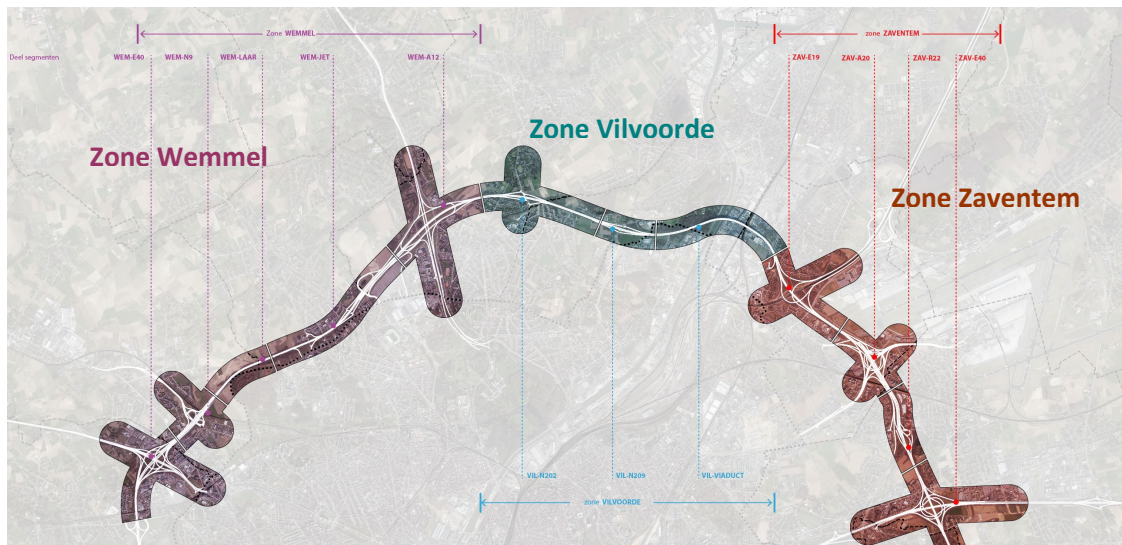 Zone WEMMEL
zone ZAVENTEM
Deel segmenten
WEM-E40
WEM-N9
WEM-LAAR
WEM-JET
WEM-A12
ZAV-E19
ZAV-A20
ZAV-R22
ZAV-E40
Zone Vilvoorde
Zone Wemmel
Zone Zaventem
VIL-N202
VIL-N209
VIL-VIADUCT
zone VILVOORDE